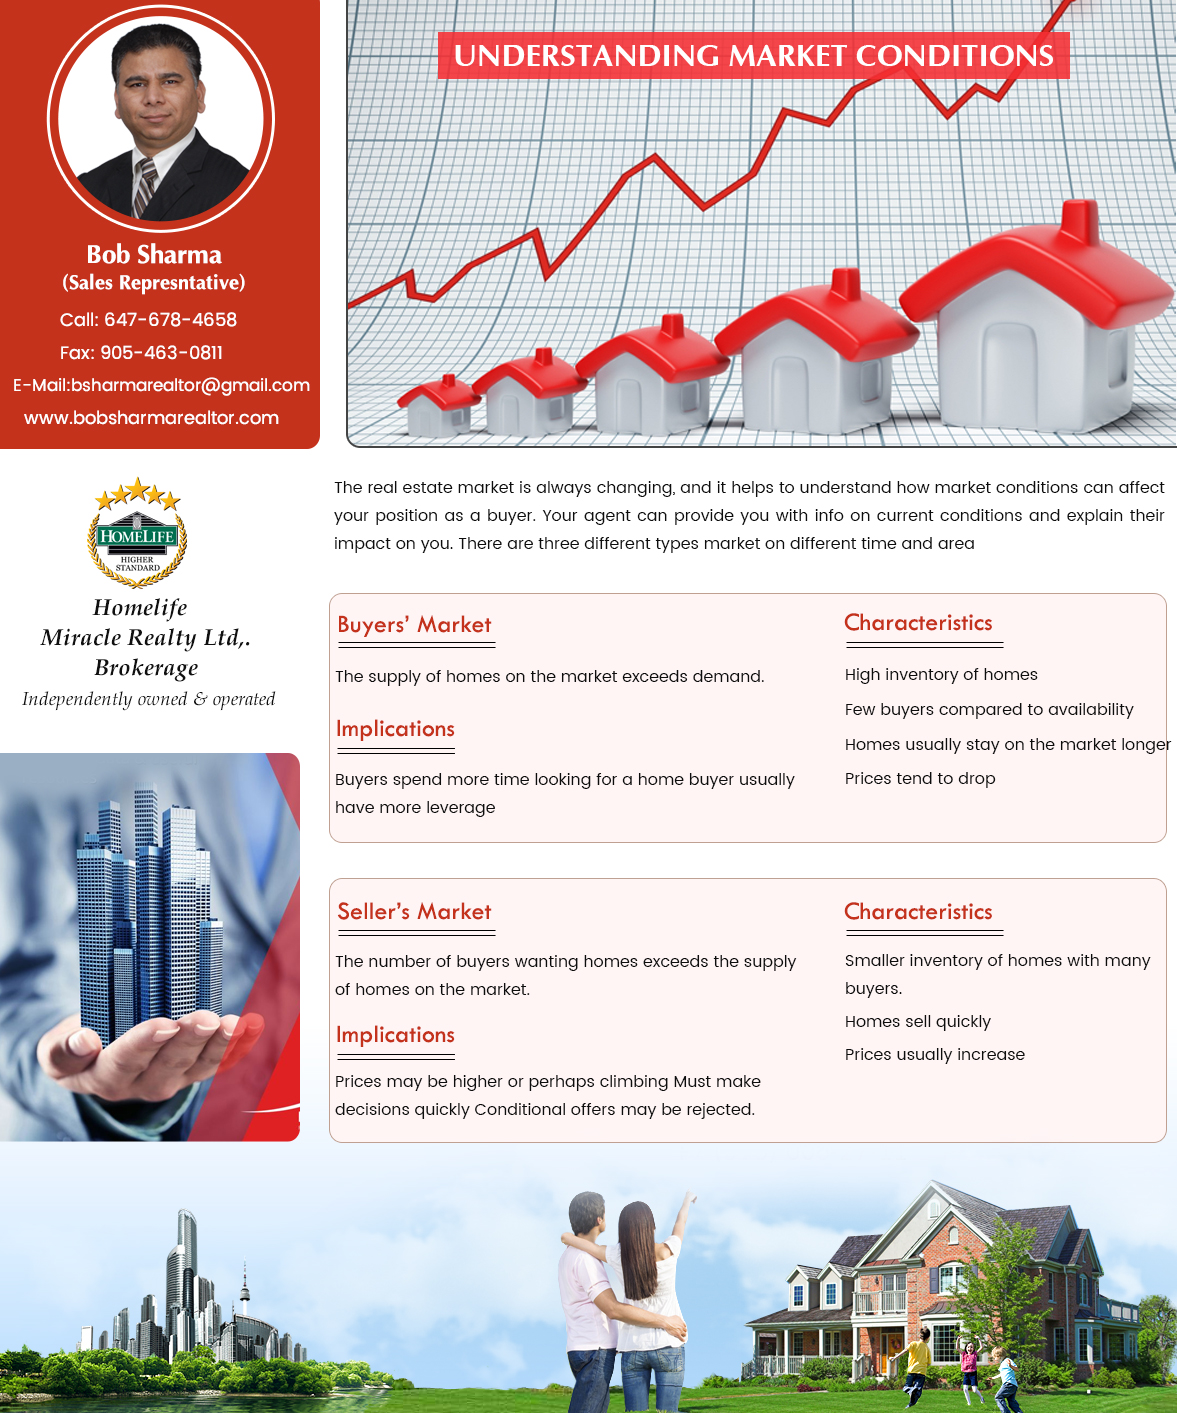 Bob Sharma
(Sales Represntative)
Call: 647-678-4658
Fax: 905-463-0811
E-Mail:bsharmarealtor@gmail.com
www.bobsharmarealtor.com
HOMELIFE
HIGHER
STANDARD
Homelife
Miracle Realty Ltd,.
Brokerage
Independently owned & operated
UNDERSTANDING MARKET CONDITIONS
The real estate market is always changing, and it helps to understand how market conditions can affect
your position as a buyer. Your agent can provide you with info on current conditions and explain their
impact on you. There are three different types market on different time and area
Buyers’ Market
The supply of homes on the market exceeds demand.
Implications
Buyers spend more time looking for a home buyer usually
have more leverage
Characteristics
High inventory of homes
Few buyers compared to availability
Homes usually stay on the market longer
Prices tend to drop
Seller’s Market
The number of buyers wanting homes exceeds the supply
of homes on the market.
Implications
Prices may be higher or perhaps climbing Must make
decisions quickly Conditional offers may be rejected.
Characteristics
Smaller inventory of homes with many
buyers.
Homes sell quickly
Prices usually increase